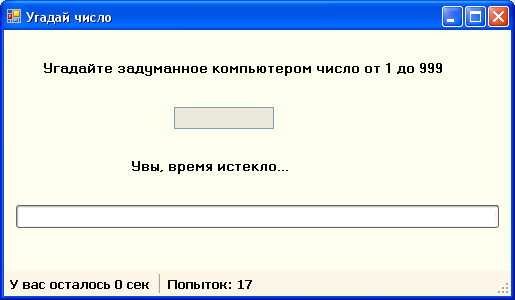 Угадай число
Угадайте задуманное компьютером число от 1 до 999
Увы, время истекло...
У вас осталось 0 сек
Попыток: 17